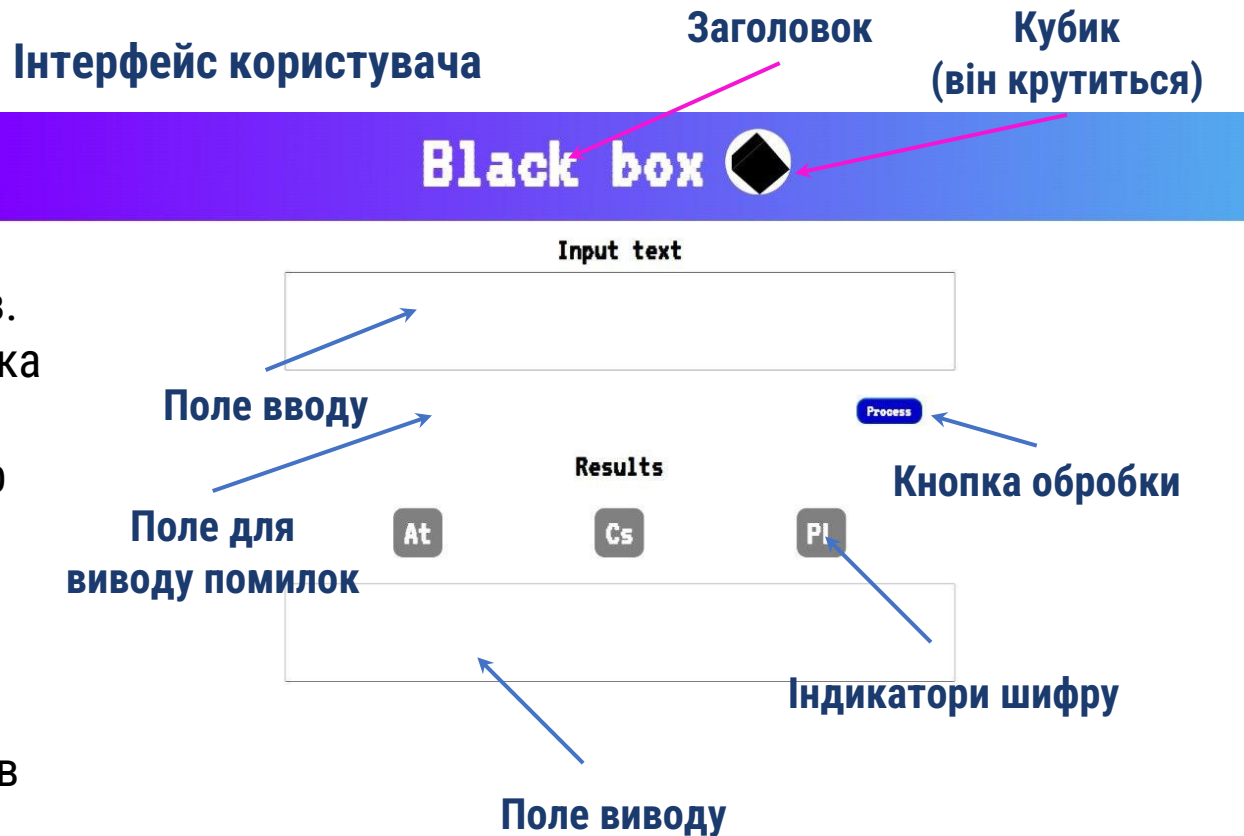 Заголовок
Кубик
(він крутиться)
Інтерфейс користувача
Black box
Input text
Поле вводу
Process
Results
Кнопка обробки
Поле для
виводу помилок
At
Cs
Pl
Індикатори шифру
в
Поле виводу